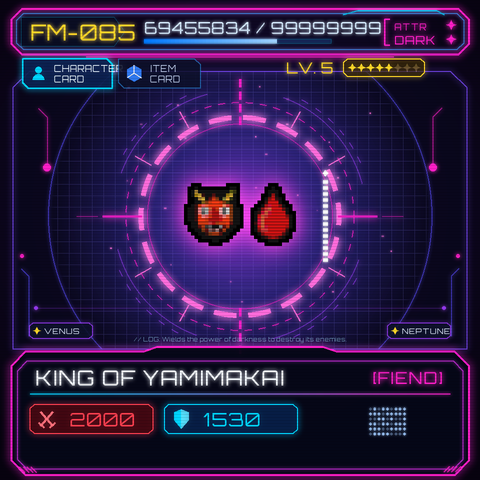 FM-085
69455834 / 99999999
ATTR
DARK
CHARACTER
CARD
ITEM
CARD
LV. 5
VENUS
NEPTUNE
// LOG: Wields the power of darkness to destroy its enemies.
KING OF YAMIMAKAI
[FIEND]
2000
1530